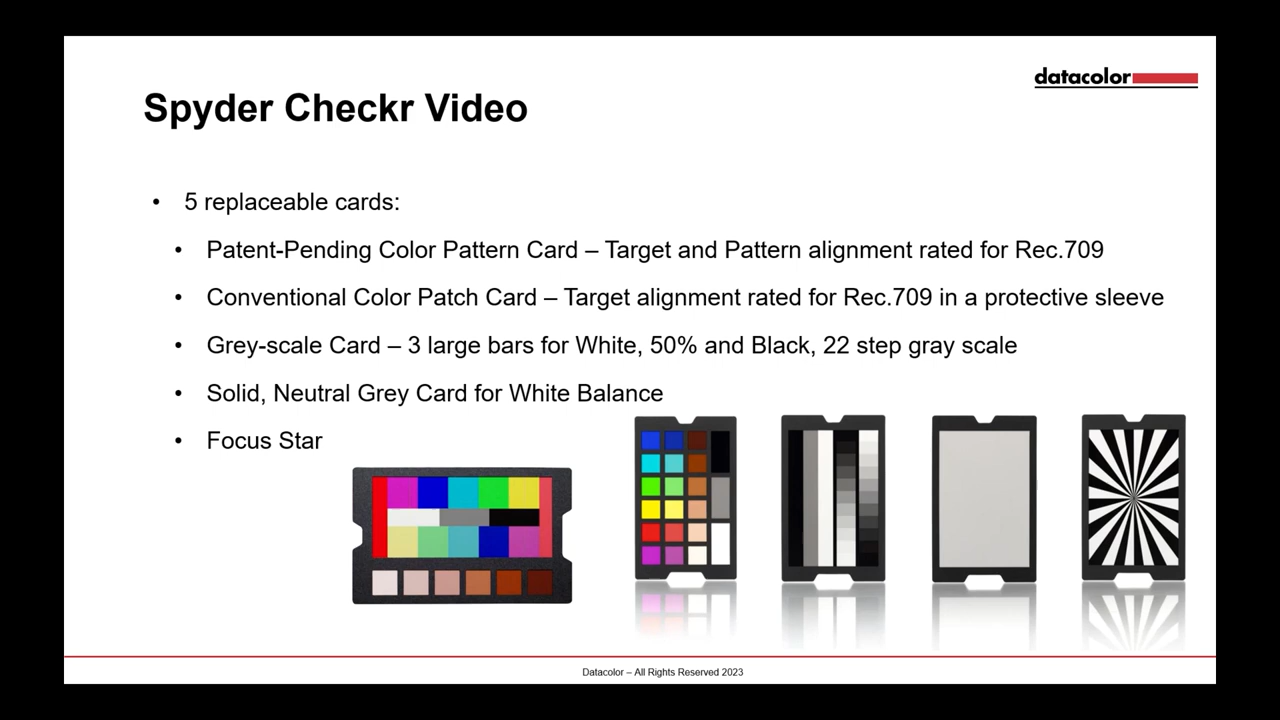 datacolor
Spyder Checkr Video
• 5 replaceable cards:
• Patent-Pending Color Pattern Card – Target and Pattern alignment rated for Rec.709
• Conventional Color Patch Card – Target alignment rated for Rec.709 in a protective sleeve
• Grey-scale Card – 3 large bars for White, 50% and Black, 22 step gray scale
• Solid, Neutral Grey Card for White Balance
• Focus Star
Datacolor – All Rights Reserved 2023